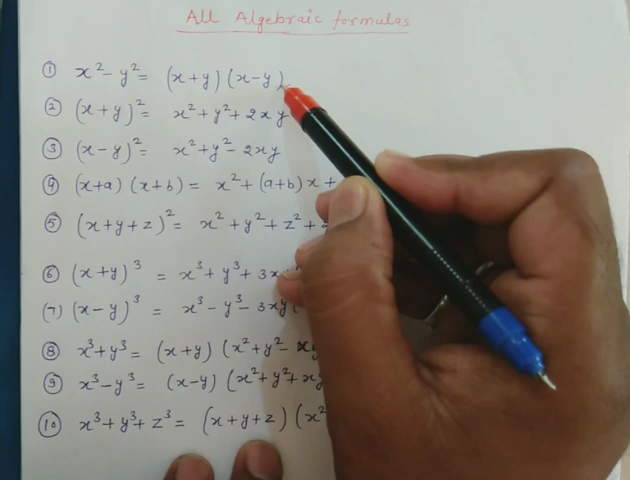 All Algebraic formulas
① x² - y² = (x+y) (x-y)
② (x+y)² = x² + y² + 2xy
③ (x-y)² = x² + y² - 2xy
④ (x+a) (x+b) = x² + (a+b) x +
⑤ (x+y+z)² = x² + y² + z² +
⑥ (x+y)³ = x³ + y³ + 3x
(7) (x-y)³ = x³ - y³ - 3xy (
⑧ x³+y³ = (x+y) (x² + y² - xy
⑨ x³ - y³ = (x-y) (x² + y² + xy
⑩ x³ + y³ + z³ = (x+y+z) (x²